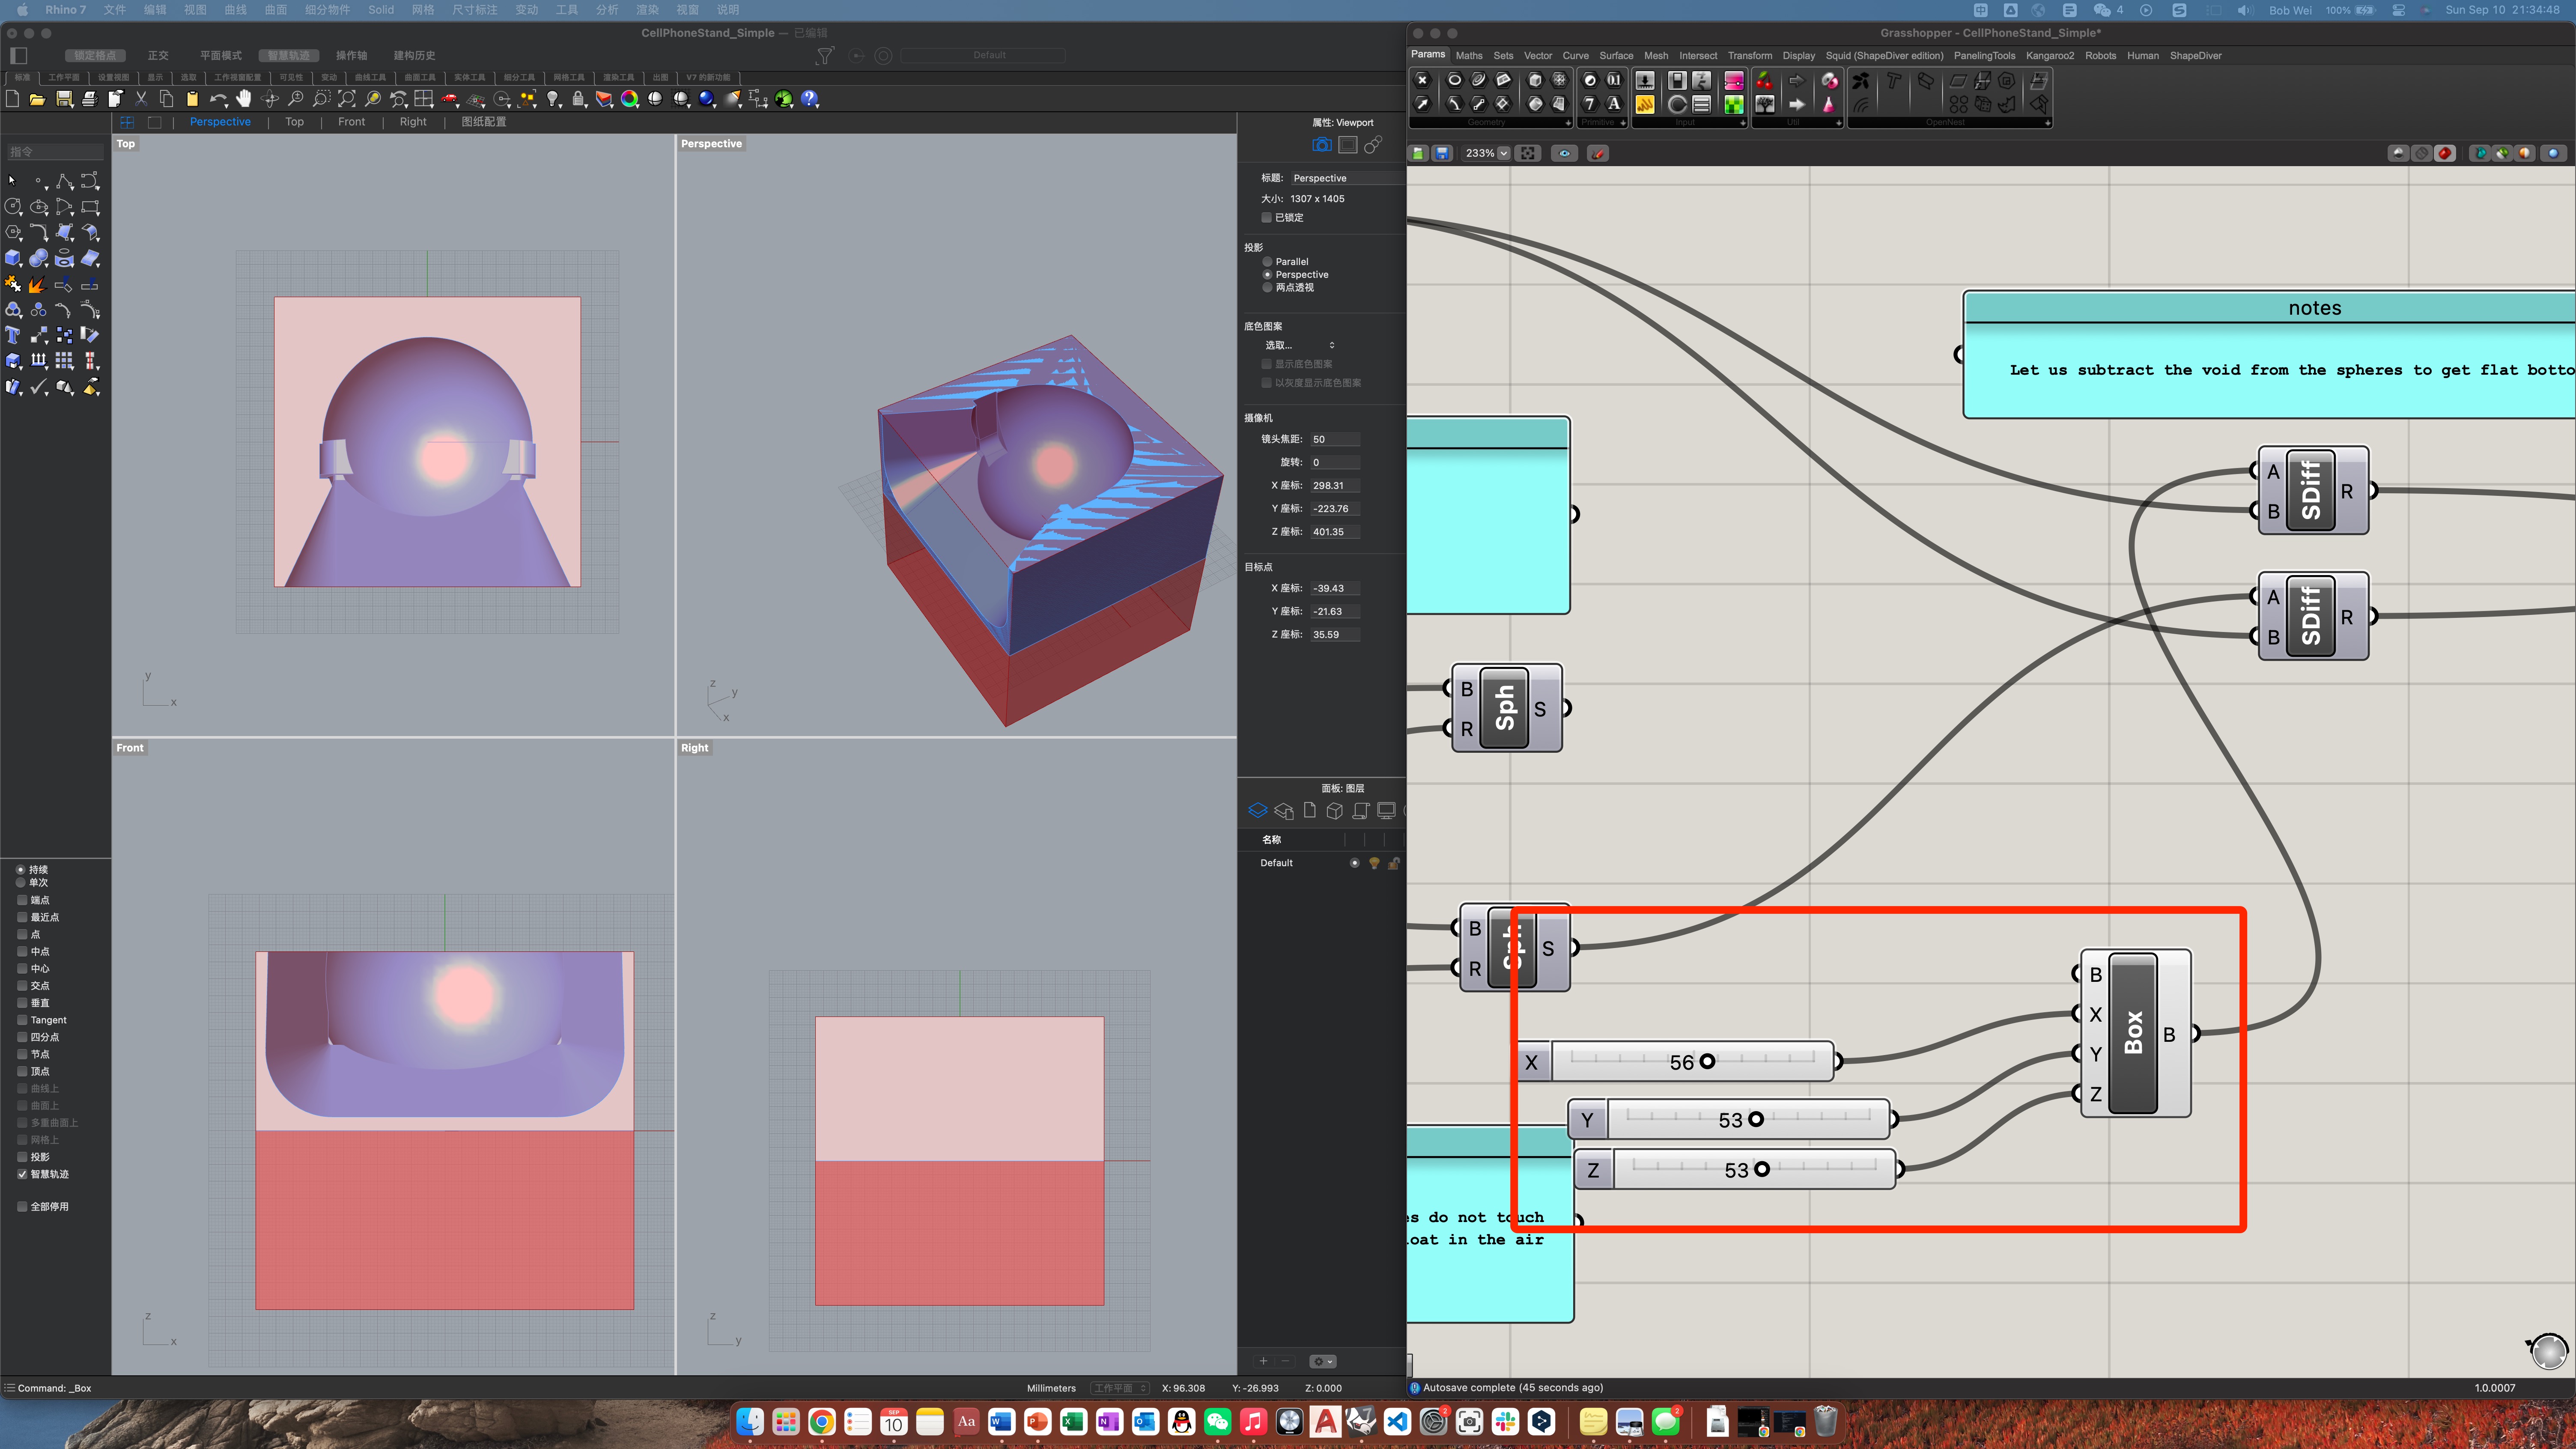 Rhino 7 文件 编辑 视图 曲线 曲面 细分物件 Solid 网格 尺寸标注 变动 工具 分析 渲染 视窗 说明
4 Bob Wei 100% Sun Sep 10 21:34:48
CellPhoneStand_Simple — 已编辑
锁定格点 正交 平面模式 智慧轨迹 操作轴 建构历史 Default
标准 工作平面 设置视图 显示 选取 工作视窗配置 可见性 变动 曲线工具 曲面工具 实体工具 细分工具 网格工具 渲染工具 出图 V7 的新功能
Perspective Top Front Right 图纸配置
指令
Top
Perspective
Front
Right
y
x
z
y
x
z
x
z
y
持续
单次
端点
最近点
点
中点
中心
交点
垂直
Tangent
四分点
节点
顶点
曲线上
曲面上
多重曲面上
网格上
投影
智慧轨迹
全部停用
属性: Viewport
标题: Perspective
大小: 1307 x 1405
已锁定
投影
Parallel
Perspective
两点透视
底色图案
选取...
显示底色图案
以灰度显示底色图案
摄像机
镜头焦距: 50
旋转: 0
X 座标: 298.31
Y 座标: -223.76
Z 座标: 401.35
目标点
X 座标: -39.43
Y 座标: -21.63
Z 座标: 35.59
面板: 图层
名称
Default
Command: _Box
Millimeters 工作平面 X: 96.308 Y: -26.993 Z: 0.000
Grasshopper - CellPhoneStand_Simple*
Params Maths Sets Vector Curve Surface Mesh Intersect Transform Display Squid (ShapeDiver edition) PanelingTools Kangaroo2 Robots Human ShapeDiver
Geometry Primitive Input Util OpenNest
233%
notes
Let us subtract the void from the spheres to get flat botto
A
B
SDiff
R
A
B
SDiff
R
B
R
Sph
S
B
R
Sph
S
X 56
Y 53
Z 53
B
X
Y
Z
Box
B
es do not touch
loat in the air
Autosave complete (45 seconds ago)
1.0.0007
SEP
10
Aa
2
2